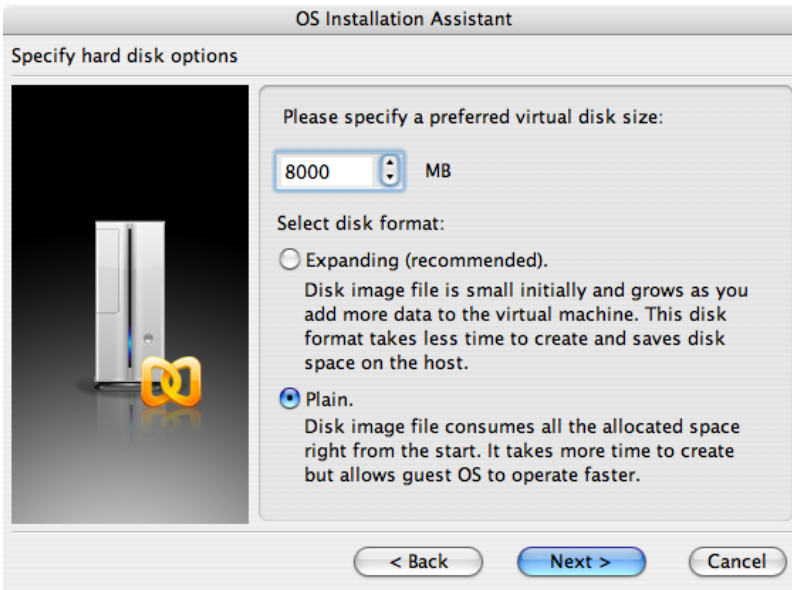 OS Installation Assistant
Specify hard disk options
Please specify a preferred virtual disk size:
8000 MB
Select disk format:
Expanding (recommended).
Disk image file is small initially and grows as you
add more data to the virtual machine. This disk
format takes less time to create and saves disk
space on the host.
Plain.
Disk image file consumes all the allocated space
right from the start. It takes more time to create
but allows guest OS to operate faster.
< Back Next > Cancel